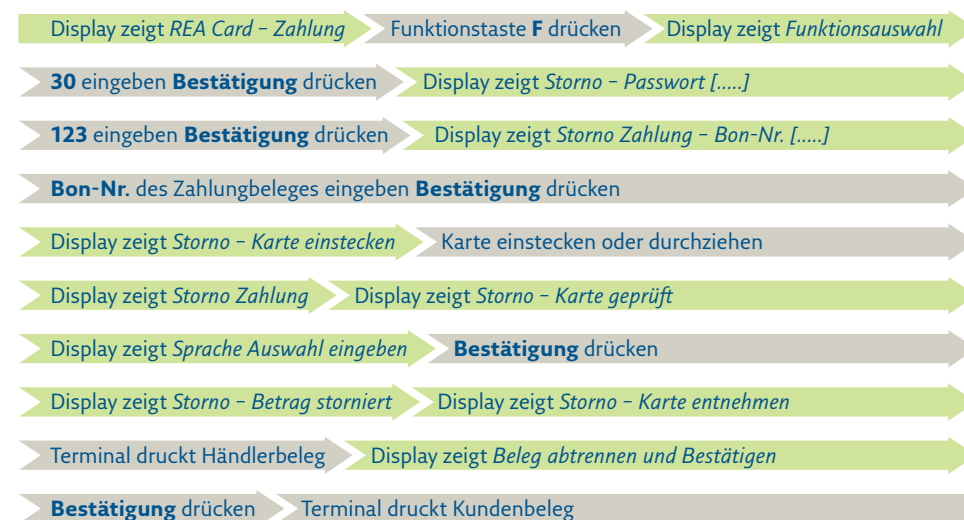 Display zeigt REA Card – Zahlung Funktionstaste F drücken Display zeigt Funktionsauswahl
30 eingeben Bestätigung drücken Display zeigt Storno – Passwort [.....]
123 eingeben Bestätigung drücken Display zeigt Storno Zahlung – Bon-Nr. [.....]
Bon-Nr. des Zahlungbeleges eingeben Bestätigung drücken
Display zeigt Storno – Karte einstecken Karte einstecken oder durchziehen
Display zeigt Storno Zahlung Display zeigt Storno – Karte geprüft
Display zeigt Sprache Auswahl eingeben Bestätigung drücken
Display zeigt Storno – Betrag storniert Display zeigt Storno – Karte entnehmen
Terminal druckt Händlerbeleg Display zeigt Beleg abtrennen und Bestätigen
Bestätigung drücken Terminal druckt Kundenbeleg